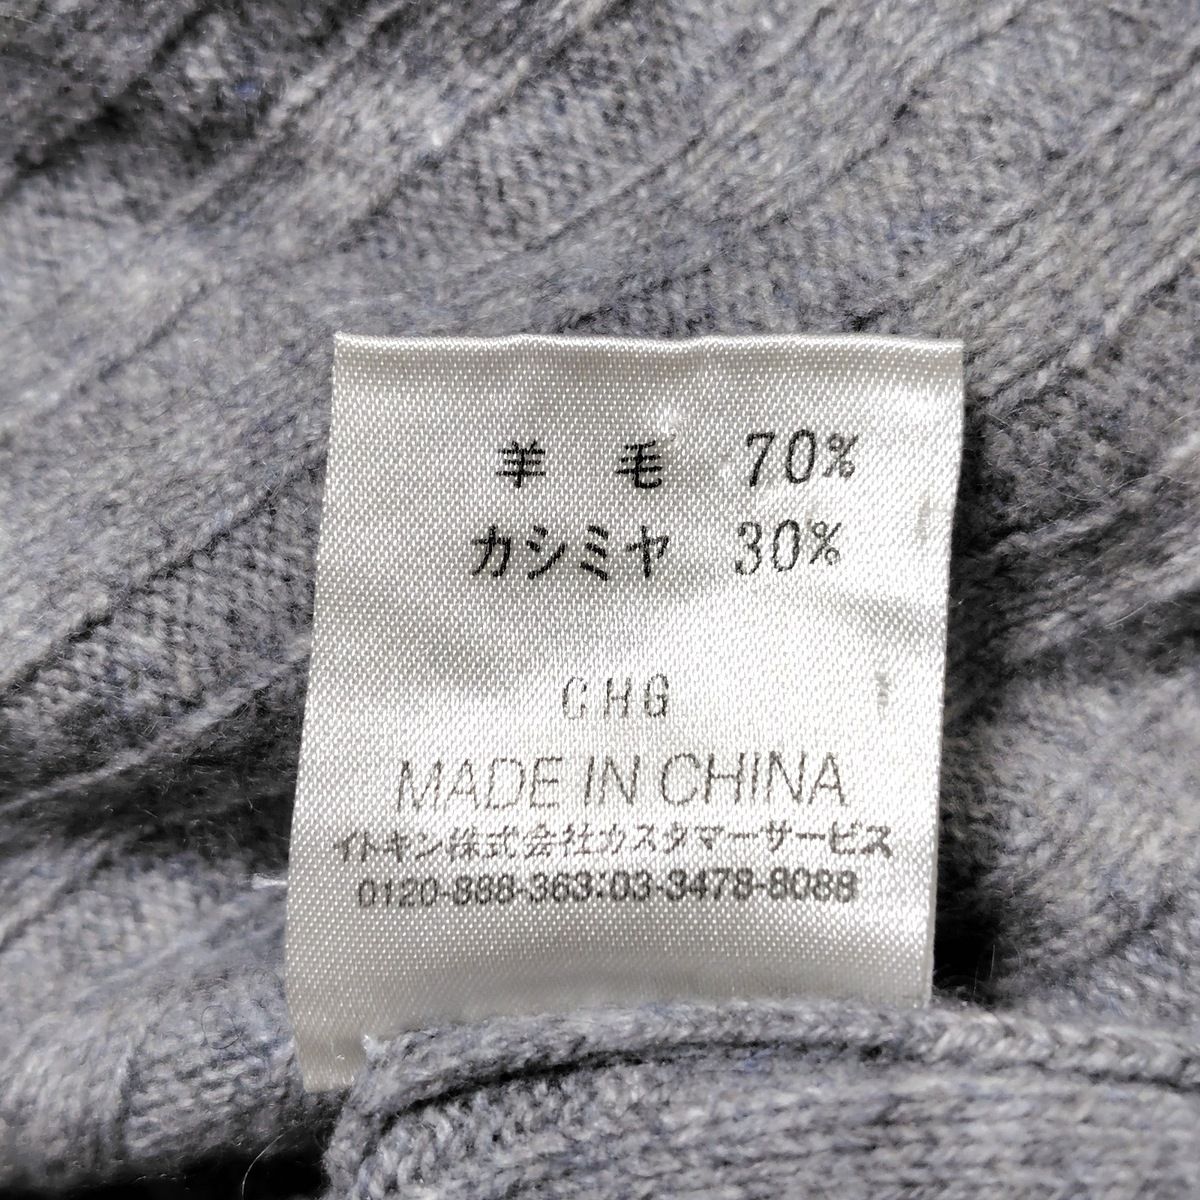 羊毛 70%
カシミヤ 30%
CHG
MADE IN CHINA
イトキン株式会社カスタマーサービス
0120-888-363:03-3478-8088